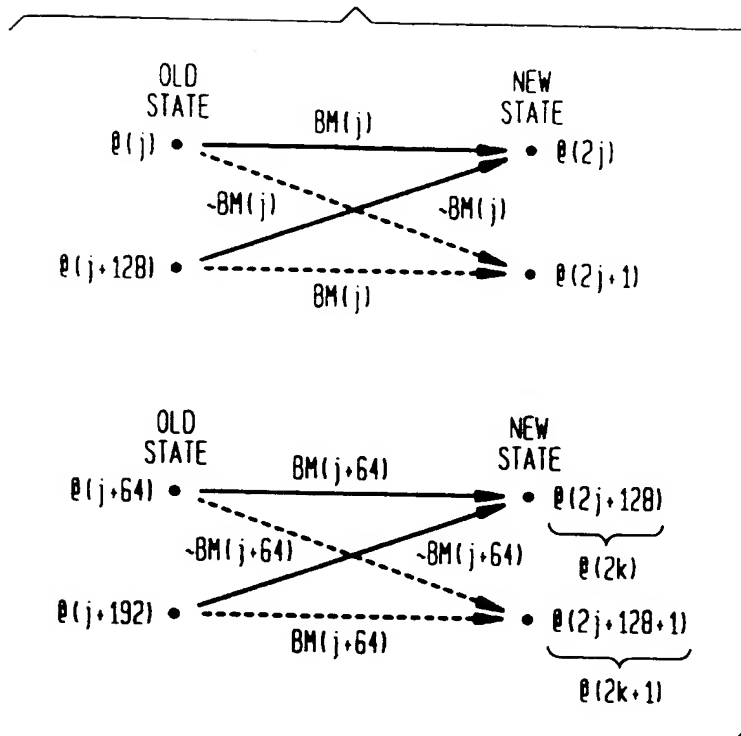 OLD STATE
NEW STATE
@(j)
BM(j)
@(2j)
~BM(j)
~BM(j)
@(j+128)
BM(j)
@(2j+1)
OLD STATE
NEW STATE
@(j+64)
BM(j+64)
@(2j+128)
~BM(j+64)
~BM(j+64)
@(2k)
@(j+192)
BM(j+64)
@(2j+128+1)
@(2k+1)